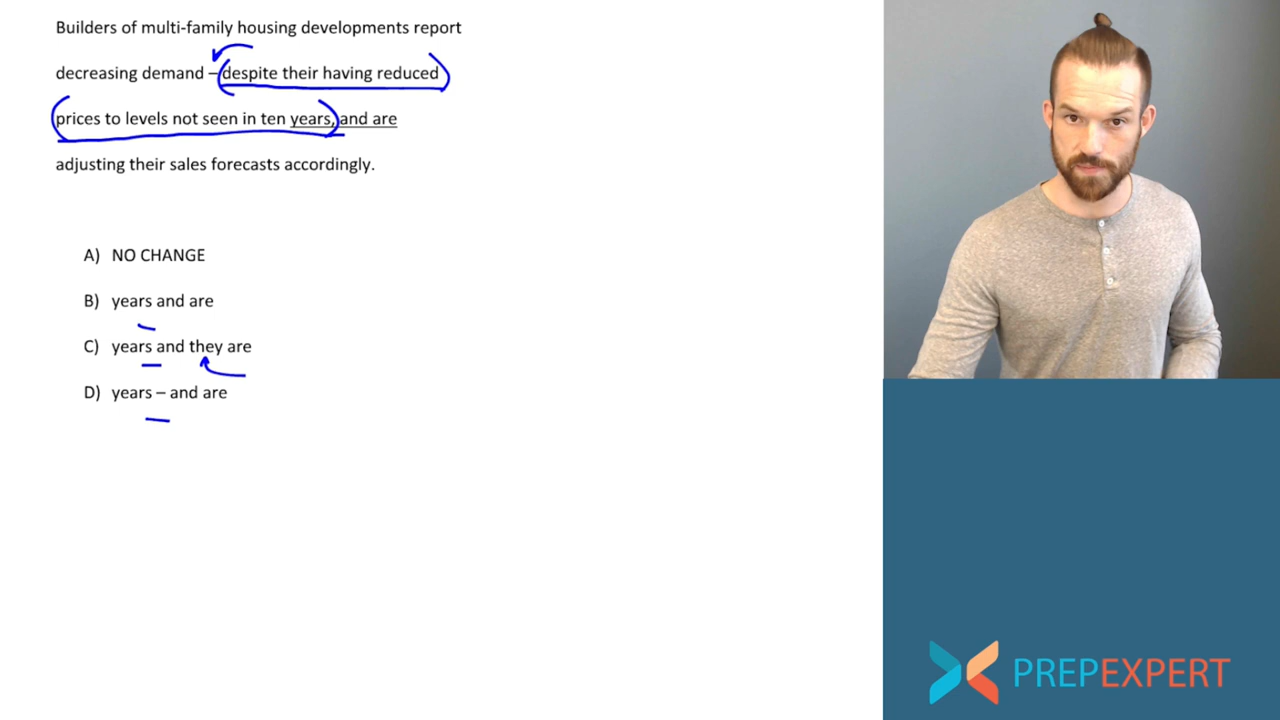 Builders of multi-family housing developments report
decreasing demand – despite their having reduced
prices to levels not seen in ten years, and are
adjusting their sales forecasts accordingly.
A) NO CHANGE
B) years and are
C) years and they are
D) years – and are
PREPEXPERT